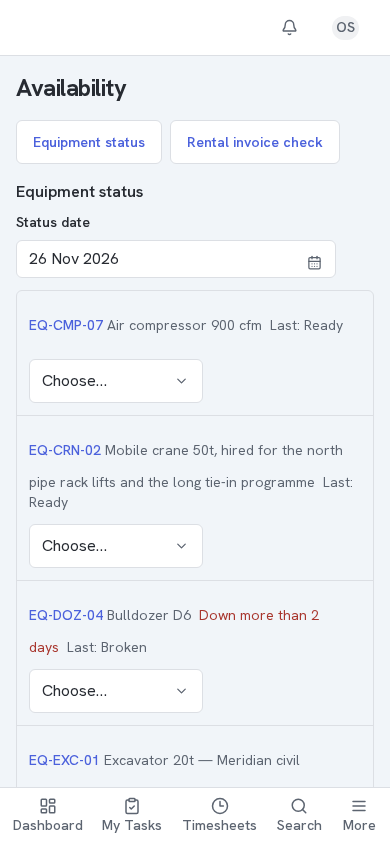 OS
Availability
Equipment status
Rental invoice check
Equipment status
Status date
26 Nov 2026
EQ-CMP-07 Air compressor 900 cfm Last: Ready
Choose...
EQ-CRN-02 Mobile crane 50t, hired for the north
pipe rack lifts and the long tie-in programme Last:
Ready
Choose...
EQ-DOZ-04 Bulldozer D6 Down more than 2
days Last: Broken
Choose...
EQ-EXC-01 Excavator 20t — Meridian civil
Dashboard
My Tasks
Timesheets
Search
More